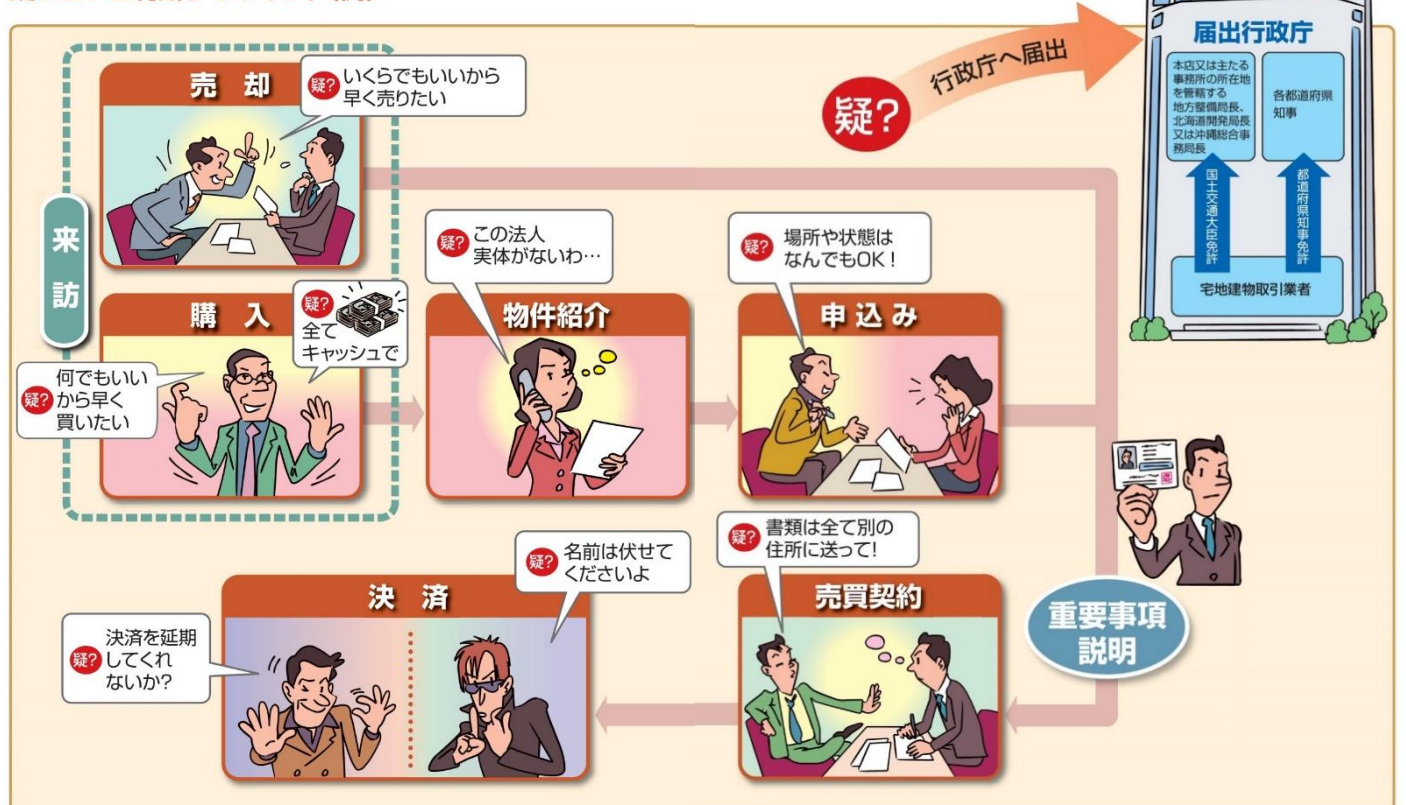 売却
疑?
いくらでもいいから
早く売りたい
来訪
購入
疑?
全て
キャッシュで
疑?
何でもいい
から早く
買いたい
物件紹介
疑?
この法人
実体がないわ…
申込み
疑?
場所や状態は
なんでもOK!
疑?
行政庁へ届出
届出行政庁
本店又は主たる
事務所の所在地
を管轄する
地方整備局長、
北海道開発局長
又は沖縄総合事
務局長
各都道府県
知事
国土交通大臣免許
都道府県知事免許
宅地建物取引業者
重要事項
説明
売買契約
疑?
書類は全て別の
住所に送って!
決済
疑?
名前は伏せて
くださいよ
疑?
決済を延期
してくれ
ないか?